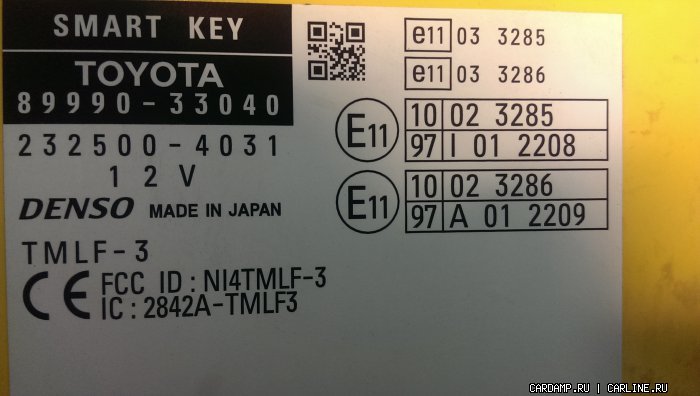 SMART KEY
TOYOTA
89990-33040
232500-4031
12V
DENSO MADE IN JAPAN
TMLF-3
CE FCC ID : NI4TMLF-3
IC : 2842A-TMLF3
e11 03 3285
e11 03 3286
E11 10 02 3285
97 I 01 2208
E11 10 02 3286
97 A 01 2209
CARDAMP.RU | CARLINE.RU